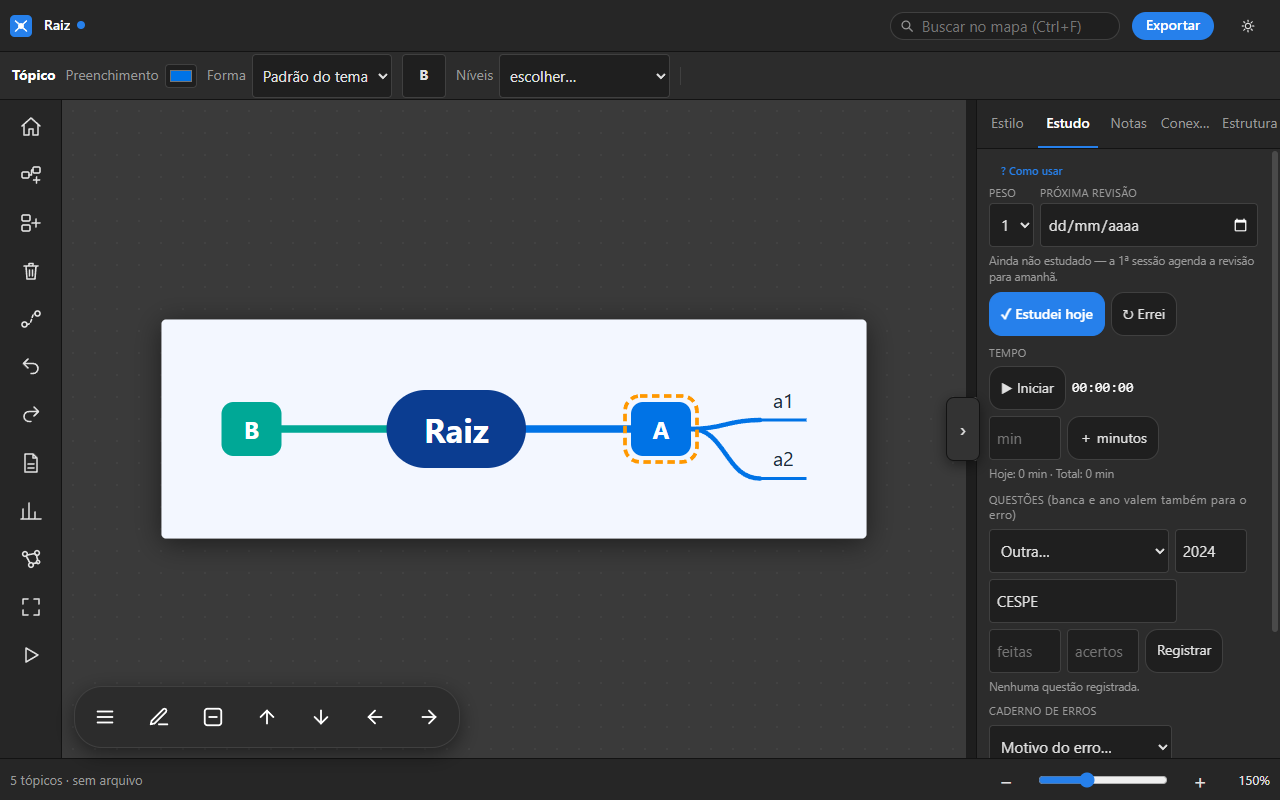 Raiz
Buscar no mapa (Ctrl+F)
Exportar
Tópico Preenchimento Forma Padrão do tema B Níveis escolher...
Estilo Estudo Notas Conex... Estrutura
? Como usar
PESO PRÓXIMA REVISÃO
1 dd/mm/aaaa
Ainda não estudado — a 1ª sessão agenda a revisão
para amanhã.
✓ Estudei hoje ↻ Errei
TEMPO
▶ Iniciar 00:00:00
min + minutos
Hoje: 0 min · Total: 0 min
QUESTÕES (banca e ano valem também para o
erro)
Outra... 2024
CESPE
feitas acertos Registrar
Nenhuma questão registrada.
CADERNO DE ERROS
Motivo do erro...
B Raiz A a1
a2
5 tópicos · sem arquivo
150%